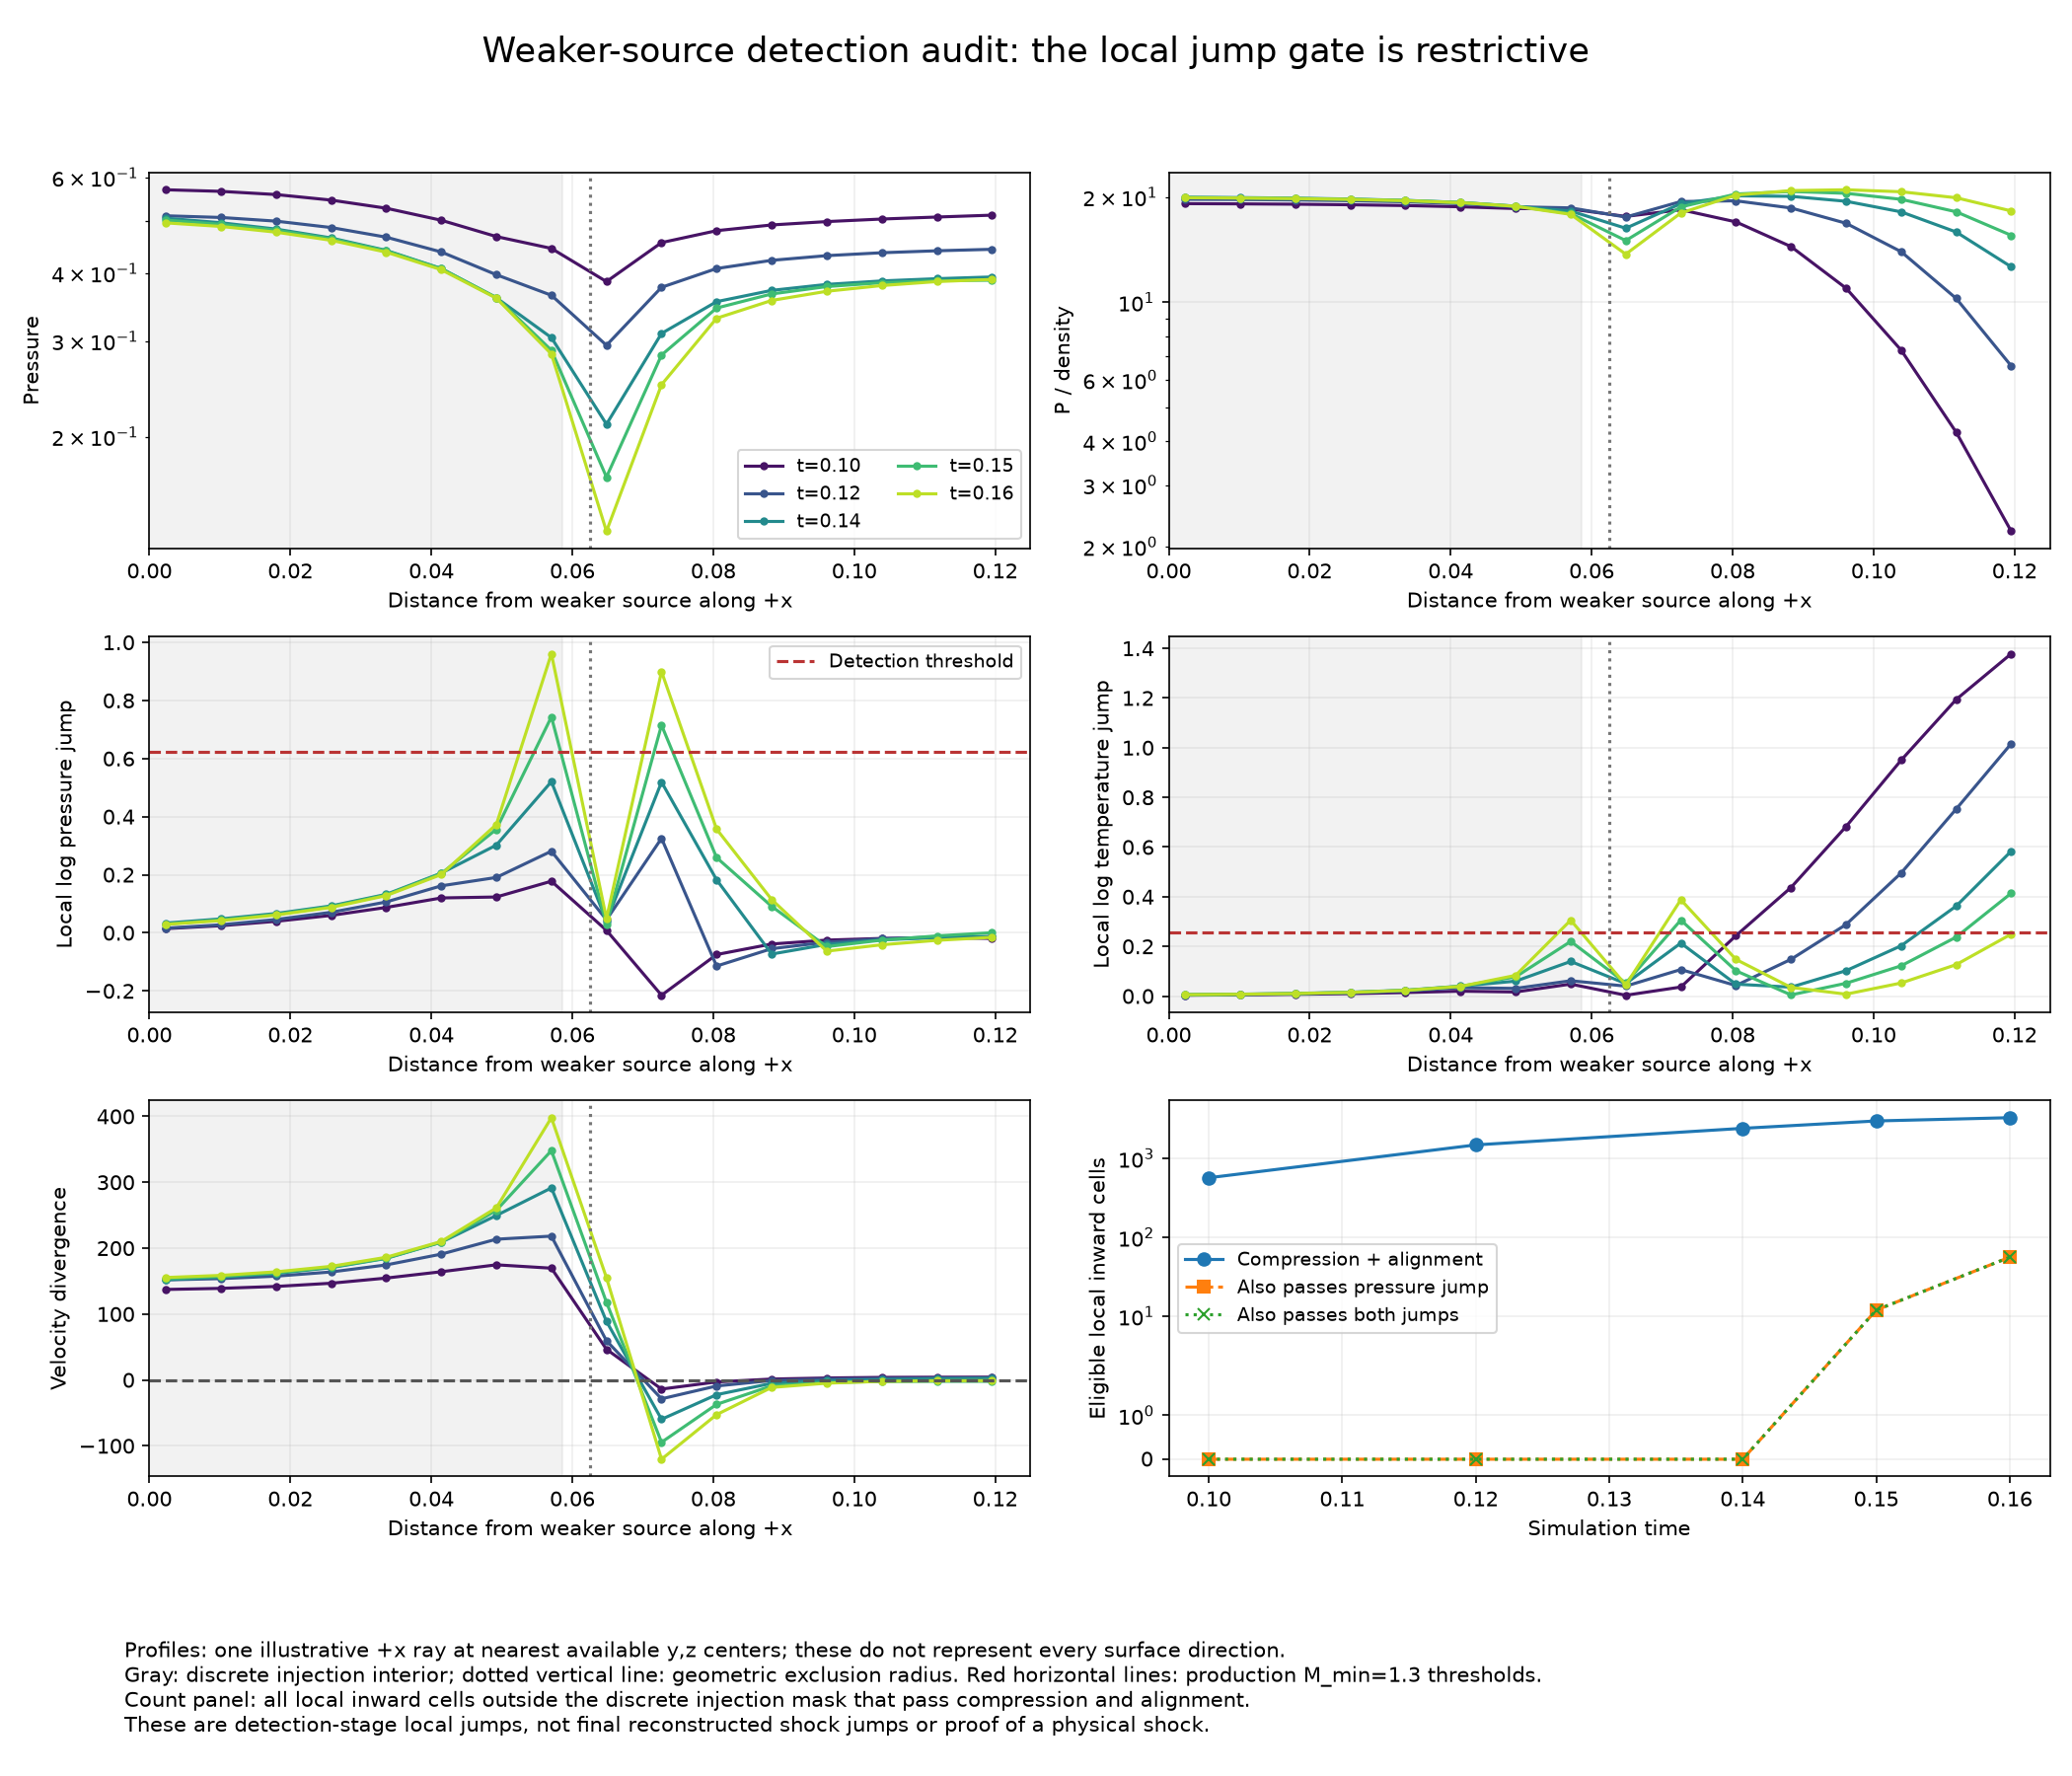 Weaker-source detection audit: the local jump gate is restrictive
Pressure
6 × 10⁻¹
4 × 10⁻¹
3 × 10⁻¹
2 × 10⁻¹
t=0.10
t=0.12
t=0.14
t=0.15
t=0.16
0.00 0.02 0.04 0.06 0.08 0.10 0.12
Distance from weaker source along +x
P / density
2 × 10¹
10¹
6 × 10⁰
4 × 10⁰
3 × 10⁰
2 × 10⁰
0.00 0.02 0.04 0.06 0.08 0.10 0.12
Distance from weaker source along +x
Local log pressure jump
1.0
0.8
0.6
0.4
0.2
0.0
−0.2
Detection threshold
0.00 0.02 0.04 0.06 0.08 0.10 0.12
Distance from weaker source along +x
Local log temperature jump
1.4
1.2
1.0
0.8
0.6
0.4
0.2
0.0
0.00 0.02 0.04 0.06 0.08 0.10 0.12
Distance from weaker source along +x
Velocity divergence
400
300
200
100
0
−100
0.00 0.02 0.04 0.06 0.08 0.10 0.12
Distance from weaker source along +x
Eligible local inward cells
10³
10²
10¹
10⁰
0
Compression + alignment
Also passes pressure jump
Also passes both jumps
0.10 0.11 0.12 0.13 0.14 0.15 0.16
Simulation time
Profiles: one illustrative +x ray at nearest available y,z centers; these do not represent every surface direction.
Gray: discrete injection interior; dotted vertical line: geometric exclusion radius. Red horizontal lines: production M_min=1.3 thresholds.
Count panel: all local inward cells outside the discrete injection mask that pass compression and alignment.
These are detection-stage local jumps, not final reconstructed shock jumps or proof of a physical shock.